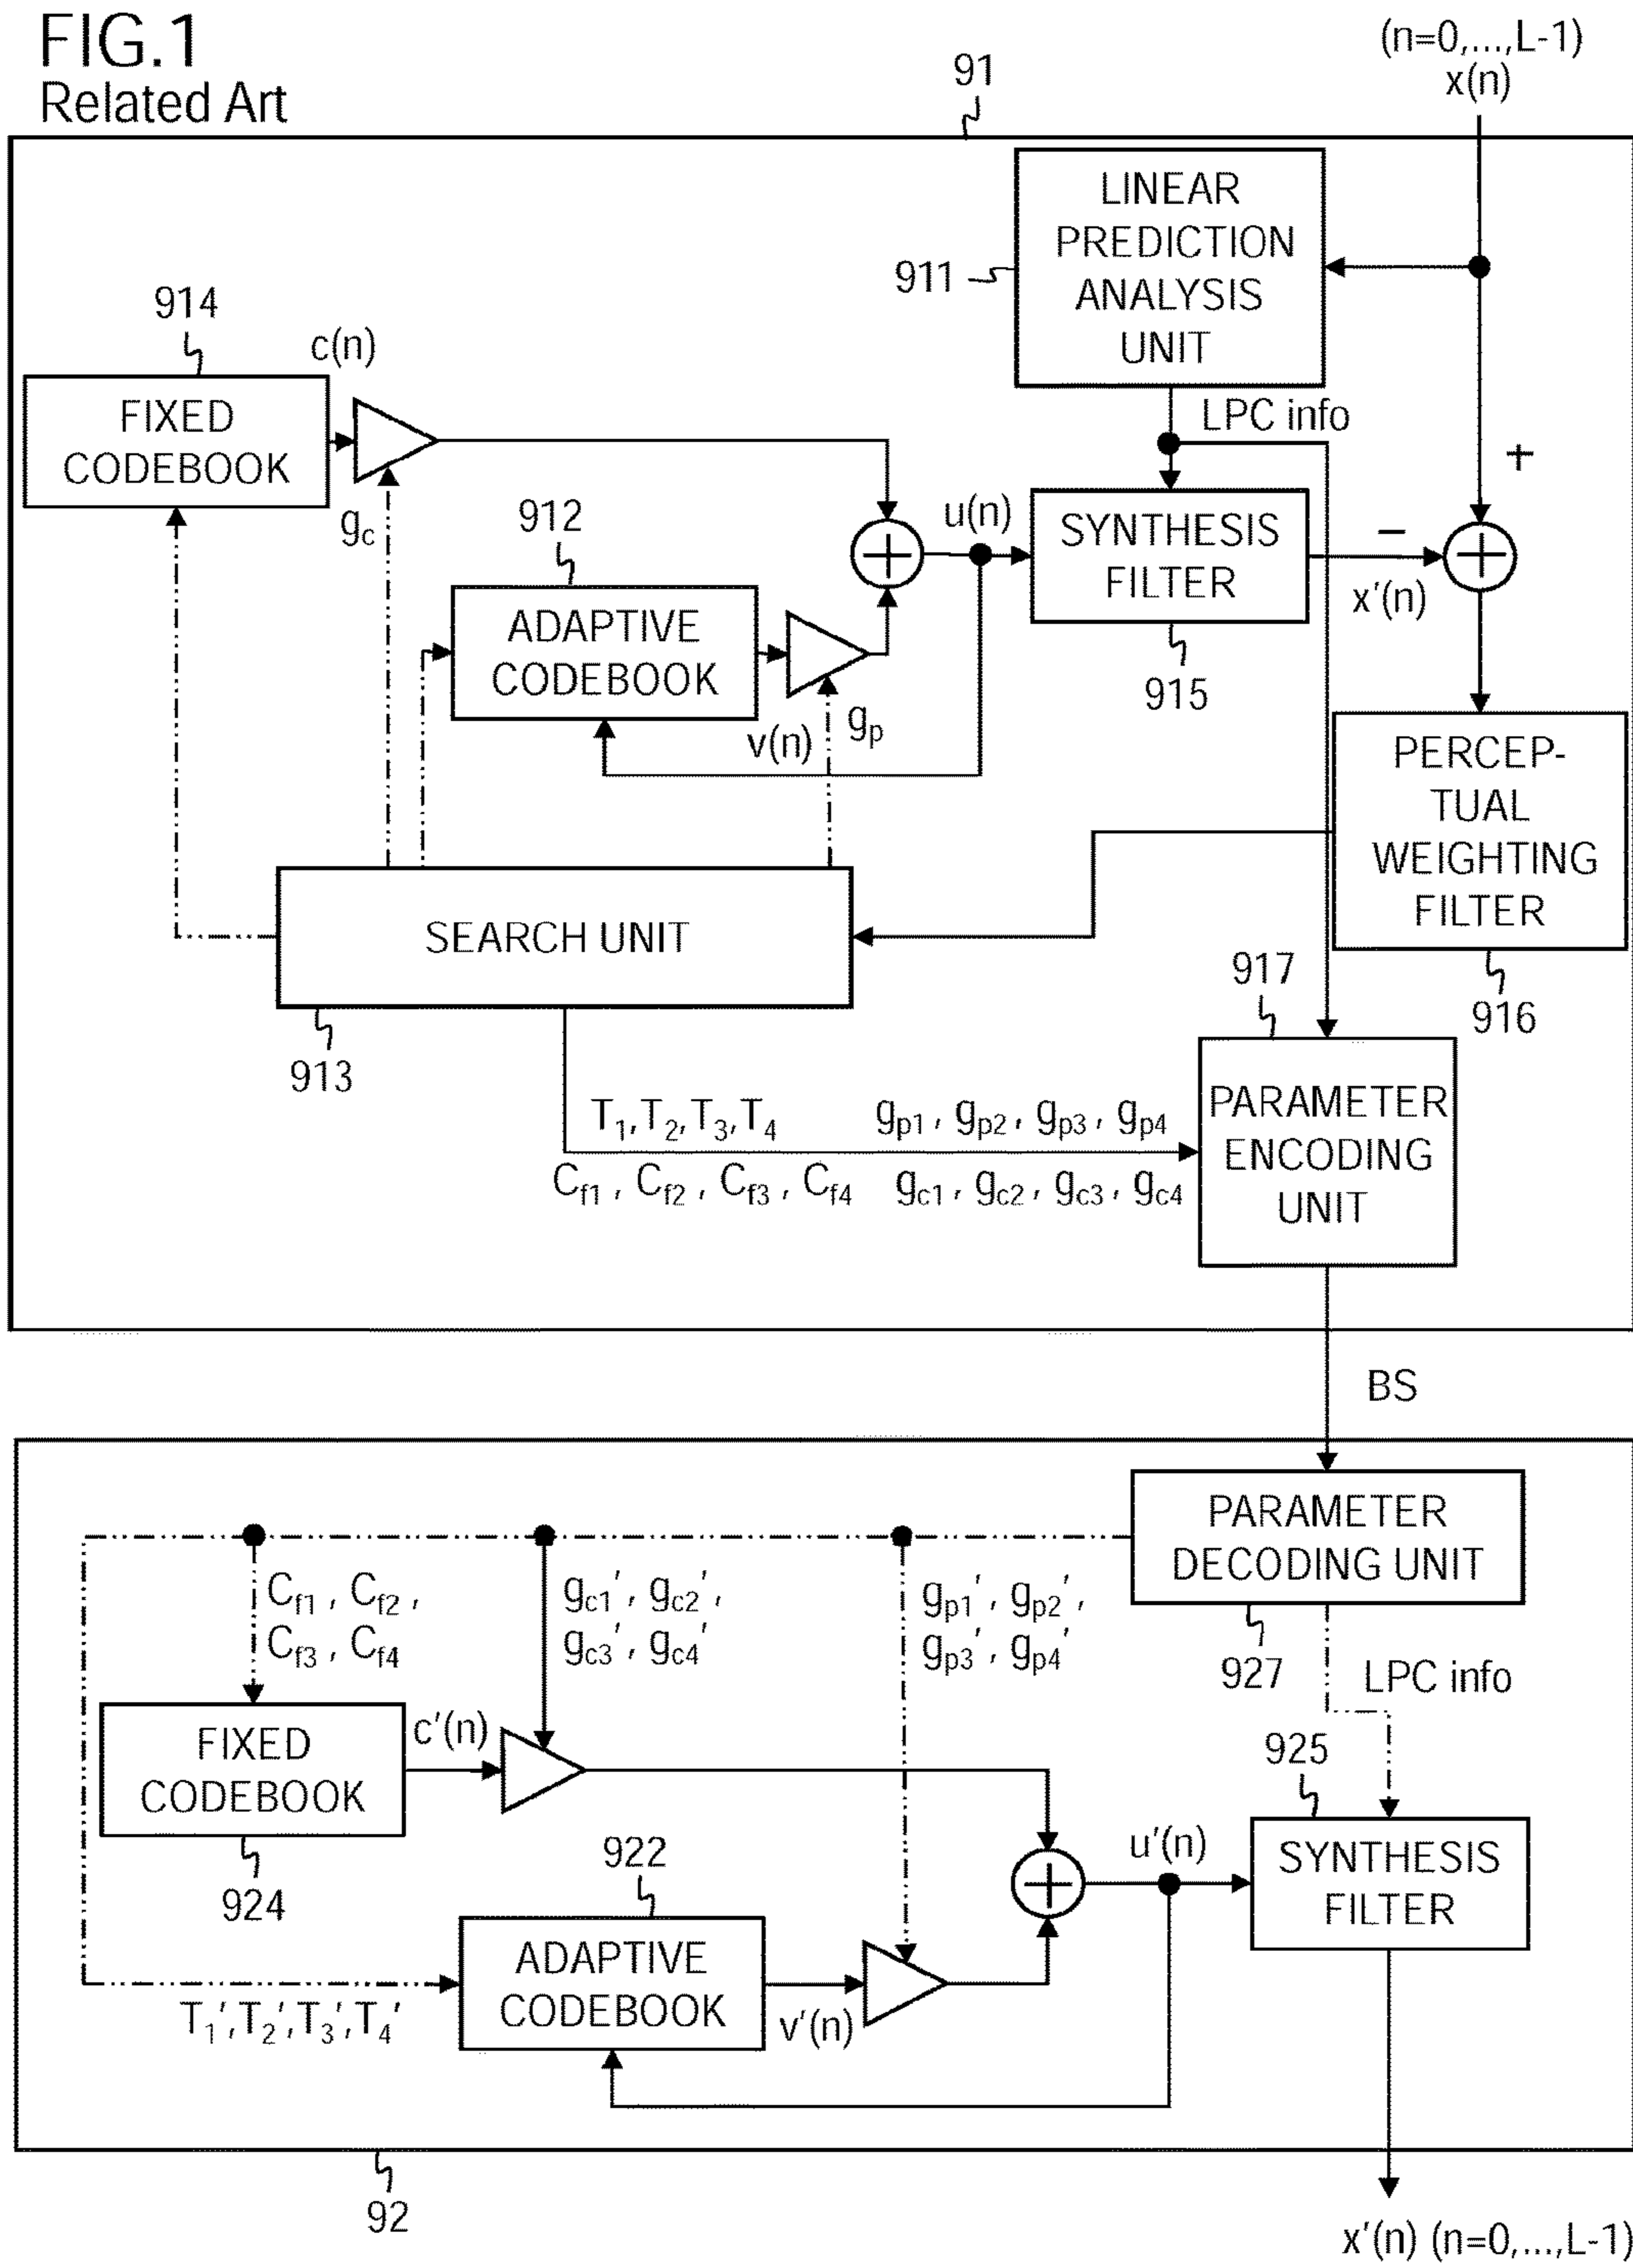 FIG.1
Related Art
(n=0,...,L-1)
x(n)
91
LINEAR
PREDICTION
ANALYSIS
UNIT
911
914
c(n)
FIXED
CODEBOOK
LPC info
+
gc
912
u(n)
SYNTHESIS
FILTER
−
x'(n)
ADAPTIVE
CODEBOOK
915
v(n)
gp
PERCEP-
TUAL
WEIGHTING
FILTER
SEARCH UNIT
917
916
913
T1,T2,T3,T4
gp1, gp2, gp3, gp4
Cf1, Cf2, Cf3, Cf4
gc1, gc2, gc3, gc4
PARAMETER
ENCODING
UNIT
BS
PARAMETER
DECODING UNIT
Cf1, Cf2,
Cf3, Cf4
gc1', gc2',
gc3', gc4'
gp1', gp2',
gp3', gp4'
927
LPC info
FIXED
CODEBOOK
c'(n)
925
924
922
u'(n)
SYNTHESIS
FILTER
ADAPTIVE
CODEBOOK
T1',T2',T3',T4'
v'(n)
92
x'(n) (n=0,...,L-1)